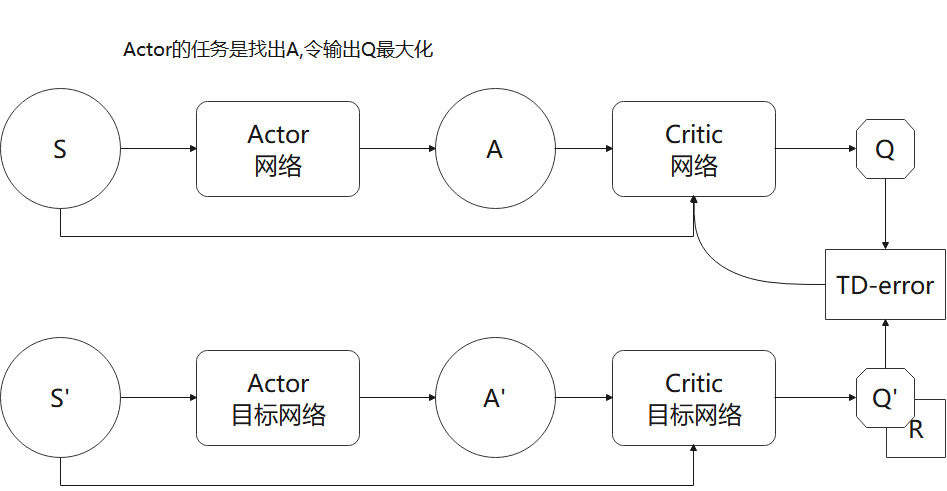 Actor的任务是找出A,令输出Q最大化
S
Actor
网络
A
Critic
网络
Q
TD-error
S'
Actor
目标网络
A'
Critic
目标网络
Q'
R